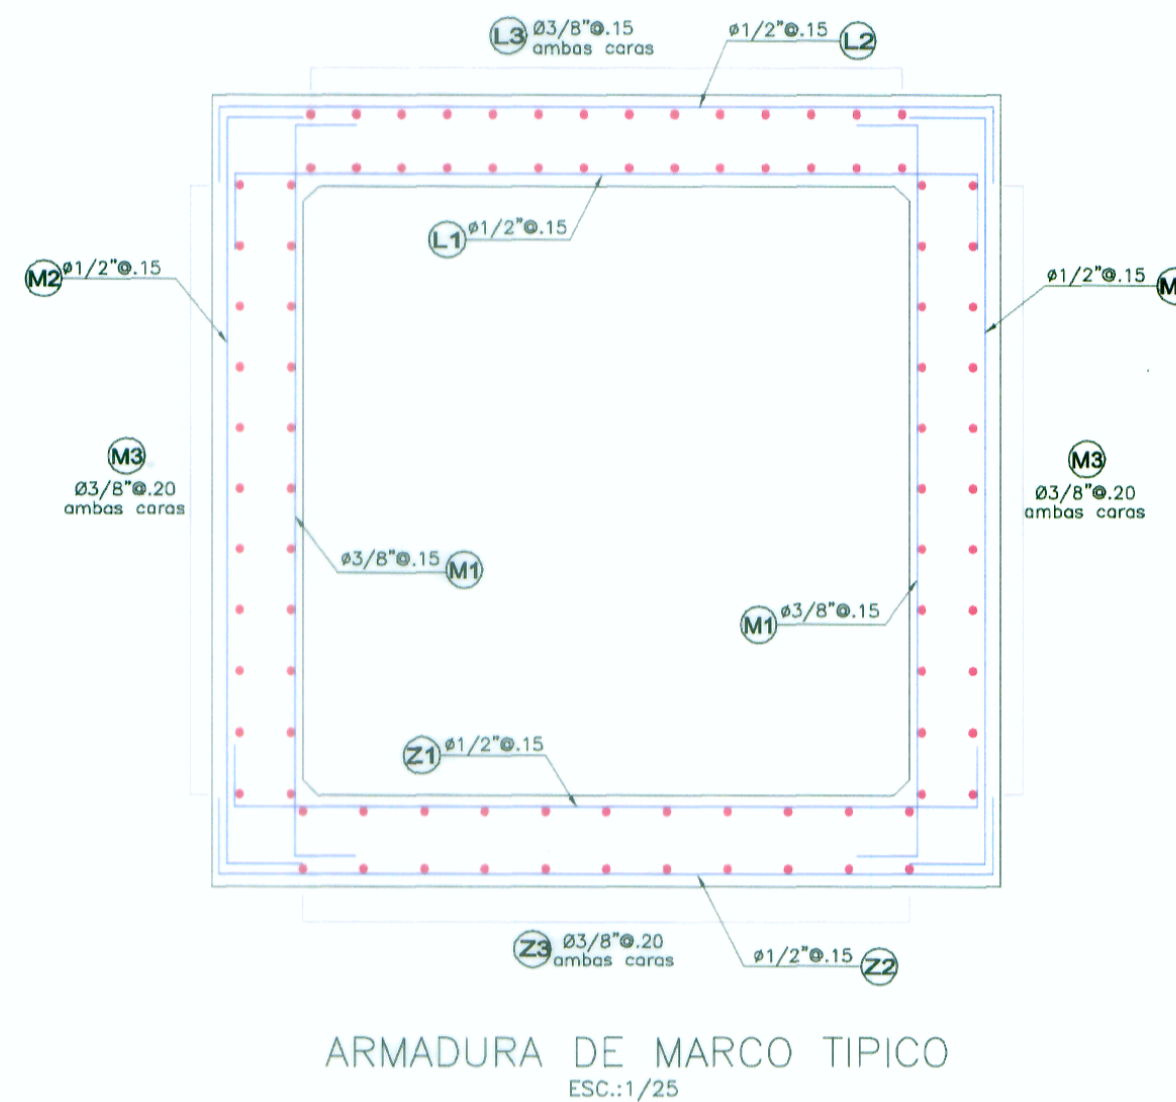 L3 Ø3/8"@.15
ambas caras
ø1/2"@.15 L2
L1 ø1/2"@.15
M2 ø1/2"@.15
ø1/2"@.15 M
M3
Ø3/8"@.20
ambas caras
M3
Ø3/8"@.20
ambas caras
ø3/8"@.15 M1
M1 ø3/8"@.15
Z1 ø1/2"@.15
Z3 Ø3/8"@.20
ambas caras
ø1/2"@.15 Z2
ARMADURA DE MARCO TIPICO
ESC.:1/25